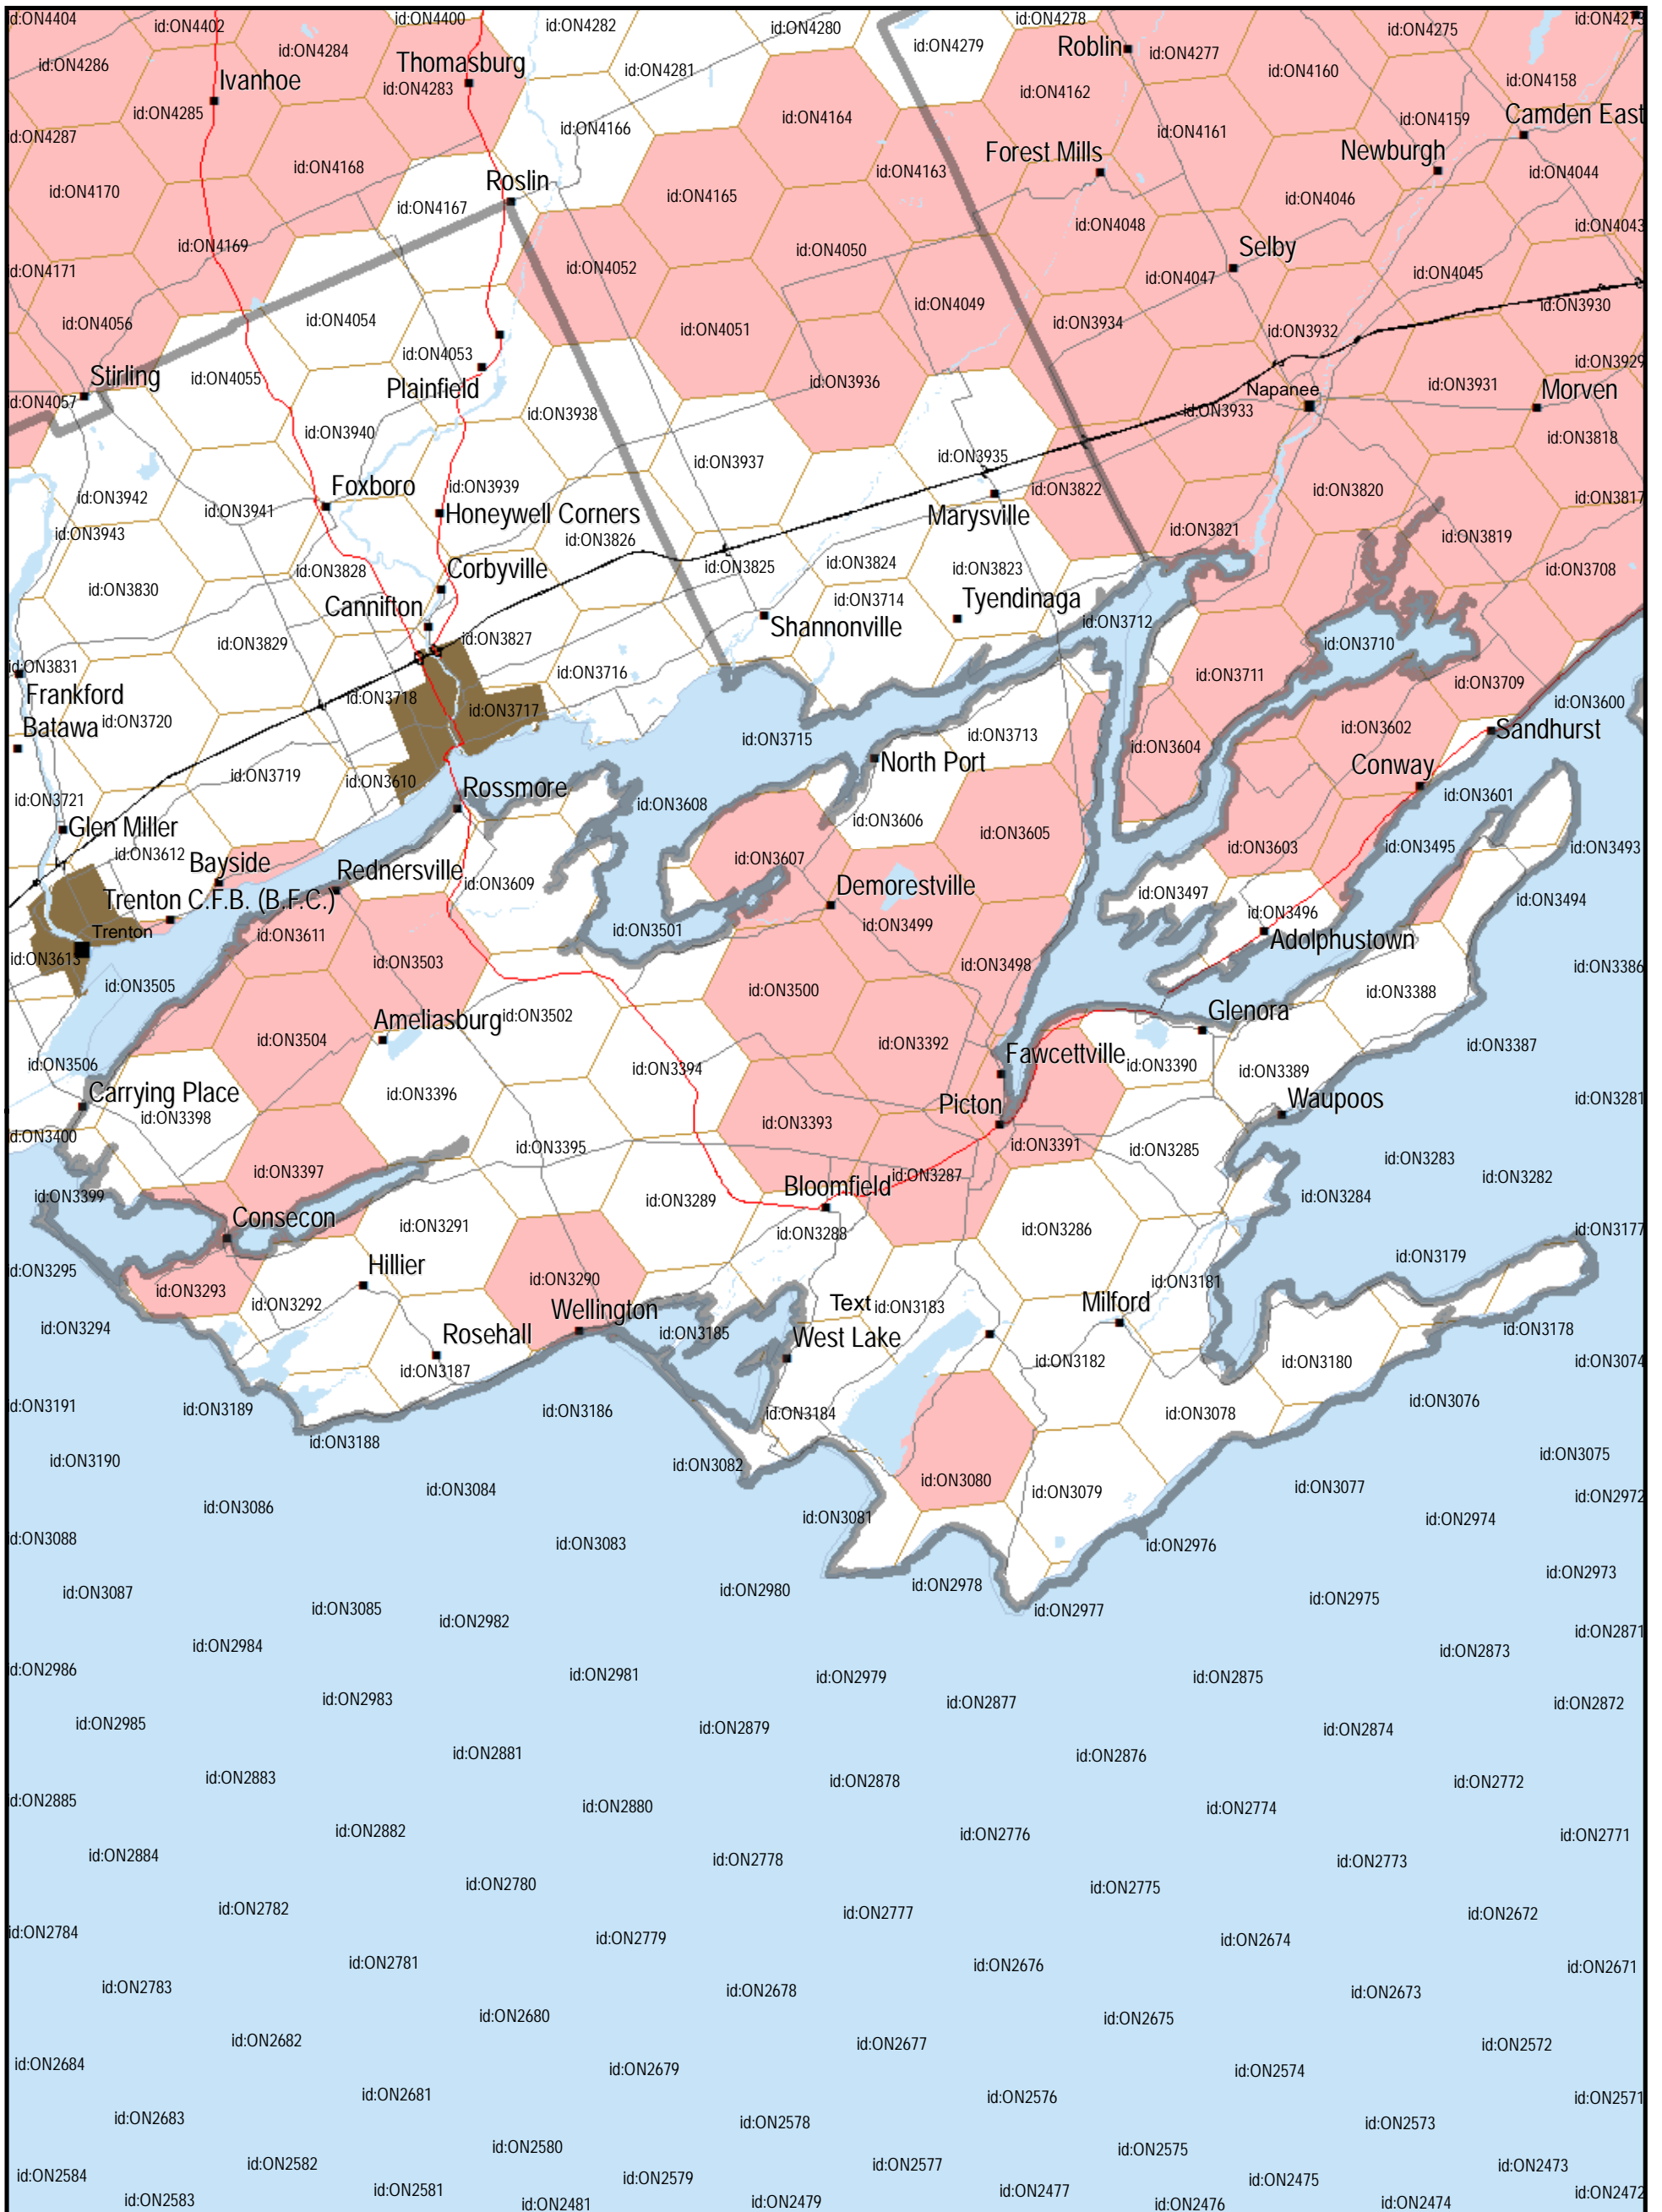 d:ON4404
id:ON4402
id:ON4400
id:ON4282
id:ON4280
id:ON4278
id:ON4275
id:ON4273
id:ON4286
id:ON4284
Thomasburg
id:ON4283
id:ON4281
id:ON4279
Roblin
id:ON4277
id:ON4160
id:ON4158
Ivanhoe
id:ON4285
id:ON4287
id:ON4166
id:ON4164
id:ON4162
id:ON4161
id:ON4159
Camden East
id:ON4170
id:ON4168
Roslin
id:ON4167
id:ON4165
id:ON4163
Forest Mills
Newburgh
id:ON4044
id:ON4046
id:ON4048
id:ON4043
id:ON4169
id:ON4050
Selby
d:ON4171
id:ON4052
id:ON4047
id:ON4045
id:ON4056
id:ON4054
id:ON4051
id:ON4049
id:ON3934
id:ON3932
id:ON3930
id:ON4053
Stirling
id:ON4055
Plainfield
id:ON3936
id:ON3931
id:ON3929
d:ON4057
id:ON3938
id:ON3933
Napanee
Morven
id:ON3940
id:ON3818
id:ON3942
Foxboro
id:ON3939
id:ON3937
id:ON3935
id:ON3822
id:ON3820
id:ON3817
id:ON3941
Honeywell Corners
Marysville
id:ON3943
id:ON3826
id:ON3821
id:ON3819
id:ON3830
id:ON3828
Corbyville
id:ON3825
id:ON3824
id:ON3823
id:ON3708
Cannifton
id:ON3714
Tyendinaga
id:ON3829
id:ON3827
Shannonville
id:ON3712
id:ON3710
id:ON3831
Frankford
id:ON3718
id:ON3716
id:ON3711
id:ON3709
Batawa
id:ON3720
id:ON3717
id:ON3600
id:ON3715
id:ON3713
id:ON3604
id:ON3602
Sandhurst
id:ON3719
id:ON3610
North Port
Conway
id:ON3721
Rossmore
id:ON3608
id:ON3601
Glen Miller
id:ON3606
id:ON3605
id:ON3612
Bayside
Rednersville
id:ON3607
id:ON3603
id:ON3495
id:ON3493
Trenton C.F.B. (B.F.C.)
id:ON3609
Demorestville
id:ON3497
id:ON3494
Trenton
id:ON3611
id:ON3501
id:ON3499
id:ON3496
Adolphustown
id:ON3613
id:ON3503
id:ON3498
id:ON3386
id:ON3505
id:ON3500
id:ON3388
id:ON3504
Ameliasburg
id:ON3502
Glenora
id:ON3506
id:ON3394
id:ON3392
Fawcettville
id:ON3390
id:ON3389
id:ON3387
Carrying Place
id:ON3398
id:ON3396
Picton
Waupoos
id:ON3281
id:ON3393
d:ON3400
id:ON3395
id:ON3391
id:ON3285
id:ON3283
id:ON3397
id:ON3287
id:ON3282
id:ON3399
Consecon
id:ON3289
Bloomfield
id:ON3284
id:ON3291
id:ON3288
id:ON3286
id:ON3177
d:ON3295
Hillier
id:ON3290
id:ON3181
id:ON3179
id:ON3293
id:ON3292
Wellington
Text
id:ON3183
Milford
id:ON3294
Rosehall
id:ON3185
West Lake
id:ON3178
id:ON3187
id:ON3182
id:ON3180
id:ON3074
d:ON3191
id:ON3189
id:ON3186
id:ON3184
id:ON3078
id:ON3076
id:ON3190
id:ON3188
id:ON3082
id:ON3080
id:ON3075
id:ON3086
id:ON3084
id:ON3079
id:ON3077
id:ON2972
d:ON3088
id:ON3083
id:ON3081
id:ON2976
id:ON2974
id:ON3087
id:ON2980
id:ON2978
id:ON2973
id:ON3085
id:ON2982
id:ON2977
id:ON2975
id:ON2984
id:ON2871
d:ON2986
id:ON2981
id:ON2979
id:ON2875
id:ON2873
id:ON2983
id:ON2877
id:ON2872
id:ON2985
id:ON2879
id:ON2874
id:ON2881
id:ON2876
id:ON2883
id:ON2878
id:ON2772
d:ON2885
id:ON2880
id:ON2774
id:ON2882
id:ON2776
id:ON2771
id:ON2884
id:ON2778
id:ON2773
id:ON2780
id:ON2775
id:ON2782
id:ON2777
id:ON2672
id:ON2784
id:ON2779
id:ON2674
id:ON2781
id:ON2676
id:ON2671
id:ON2783
id:ON2678
id:ON2673
id:ON2680
id:ON2675
id:ON2682
id:ON2677
id:ON2572
id:ON2684
id:ON2679
id:ON2574
id:ON2681
id:ON2576
id:ON2571
id:ON2683
id:ON2578
id:ON2573
id:ON2580
id:ON2575
id:ON2582
id:ON2577
id:ON2473
id:ON2584
id:ON2579
id:ON2475
id:ON2581
id:ON2477
id:ON2472
id:ON2583
id:ON2481
id:ON2479
id:ON2476
id:ON2474